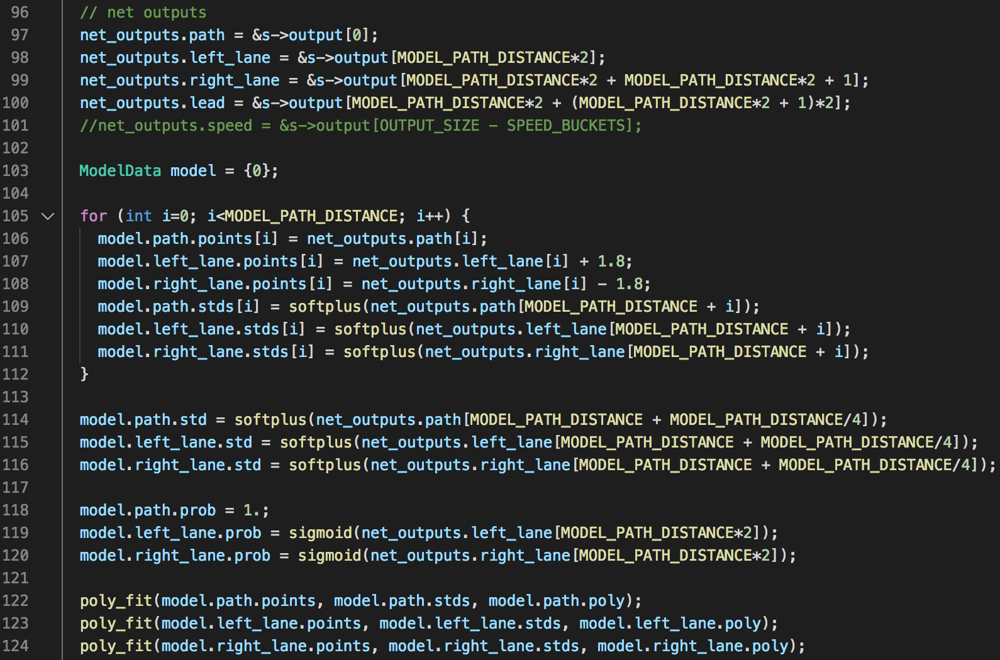 96 // net outputs
97 net_outputs.path = &s->output[0];
98 net_outputs.left_lane = &s->output[MODEL_PATH_DISTANCE*2];
99 net_outputs.right_lane = &s->output[MODEL_PATH_DISTANCE*2 + MODEL_PATH_DISTANCE*2 + 1];
100 net_outputs.lead = &s->output[MODEL_PATH_DISTANCE*2 + (MODEL_PATH_DISTANCE*2 + 1)*2];
101 //net_outputs.speed = &s->output[OUTPUT_SIZE - SPEED_BUCKETS];
102
103 ModelData model = {0};
104
105 for (int i=0; i<MODEL_PATH_DISTANCE; i++) {
106 model.path.points[i] = net_outputs.path[i];
107 model.left_lane.points[i] = net_outputs.left_lane[i] + 1.8;
108 model.right_lane.points[i] = net_outputs.right_lane[i] - 1.8;
109 model.path.stds[i] = softplus(net_outputs.path[MODEL_PATH_DISTANCE + i]);
110 model.left_lane.stds[i] = softplus(net_outputs.left_lane[MODEL_PATH_DISTANCE + i]);
111 model.right_lane.stds[i] = softplus(net_outputs.right_lane[MODEL_PATH_DISTANCE + i]);
112 }
113
114 model.path.std = softplus(net_outputs.path[MODEL_PATH_DISTANCE + MODEL_PATH_DISTANCE/4]);
115 model.left_lane.std = softplus(net_outputs.left_lane[MODEL_PATH_DISTANCE + MODEL_PATH_DISTANCE/4]);
116 model.right_lane.std = softplus(net_outputs.right_lane[MODEL_PATH_DISTANCE + MODEL_PATH_DISTANCE/4]);
117
118 model.path.prob = 1.;
119 model.left_lane.prob = sigmoid(net_outputs.left_lane[MODEL_PATH_DISTANCE*2]);
120 model.right_lane.prob = sigmoid(net_outputs.right_lane[MODEL_PATH_DISTANCE*2]);
121
122 poly_fit(model.path.points, model.path.stds, model.path.poly);
123 poly_fit(model.left_lane.points, model.left_lane.stds, model.left_lane.poly);
124 poly_fit(model.right_lane.points, model.right_lane.stds, model.right_lane.poly);